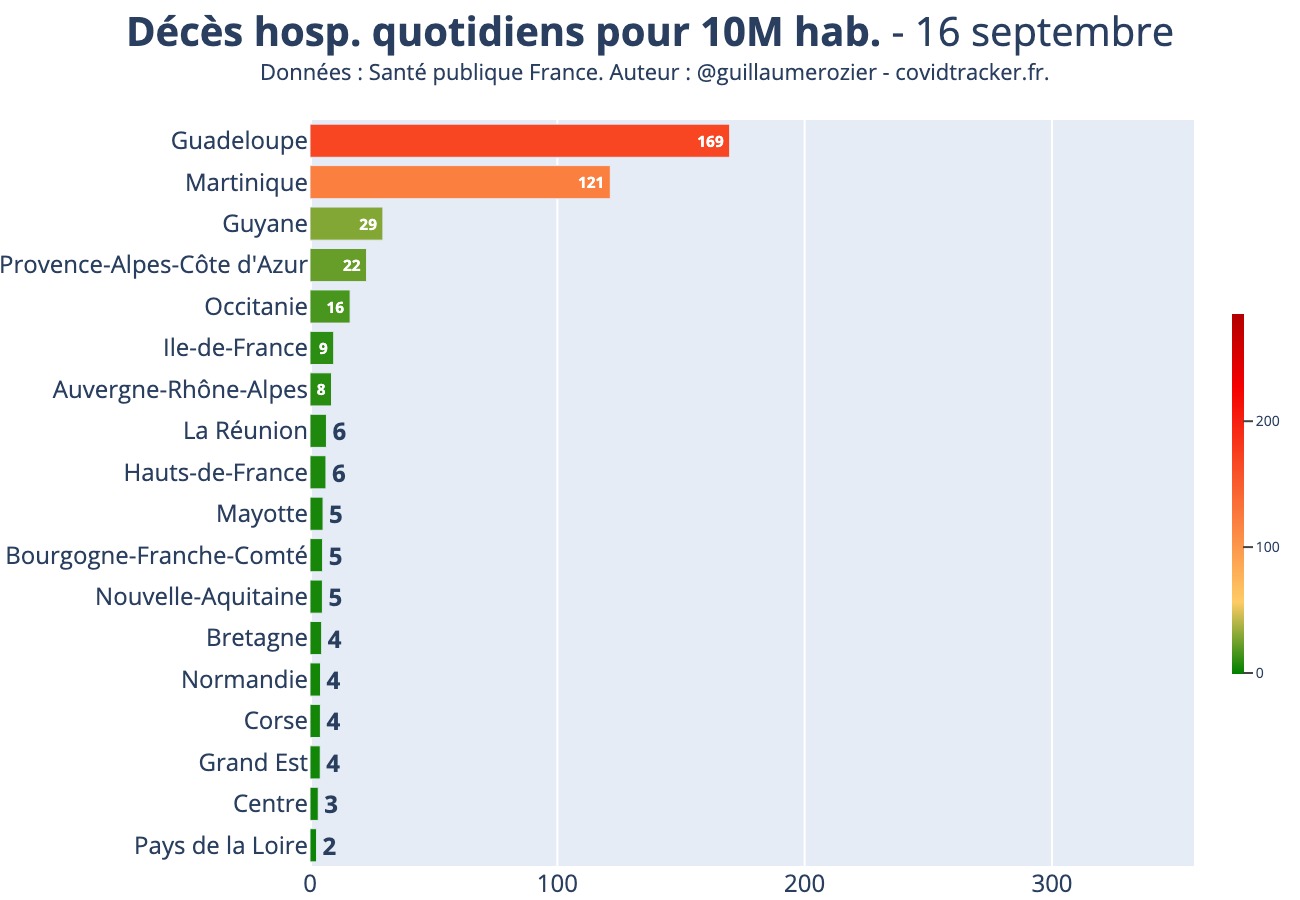 Décès hosp. quotidiens pour 10M hab. - 16 septembre
Données : Santé publique France. Auteur : @guillaumerozier - covidtracker.fr.
Guadeloupe 169
Martinique 121
Guyane 29
Provence-Alpes-Côte d'Azur 22
Occitanie 16
Ile-de-France 9
Auvergne-Rhône-Alpes 8
La Réunion 6
Hauts-de-France 6
Mayotte 5
Bourgogne-Franche-Comté 5
Nouvelle-Aquitaine 5
Bretagne 4
Normandie 4
Corse 4
Grand Est 4
Centre 3
Pays de la Loire 2
0 100 200 300
200
100
0